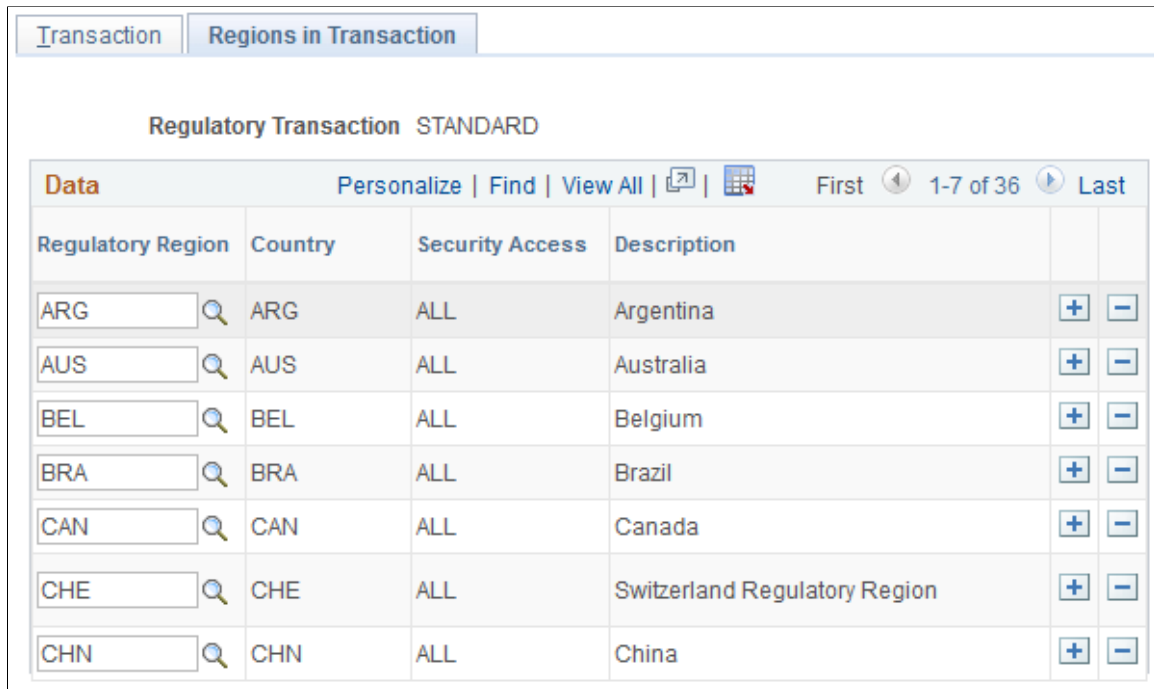 Transaction Regions in Transaction
Regulatory Transaction STANDARD
Data Personalize | Find | View All | | First 1-7 of 36 Last
Regulatory Region Country Security Access Description
ARG ARG ALL Argentina
AUS AUS ALL Australia
BEL BEL ALL Belgium
BRA BRA ALL Brazil
CAN CAN ALL Canada
CHE CHE ALL Switzerland Regulatory Region
CHN CHN ALL China